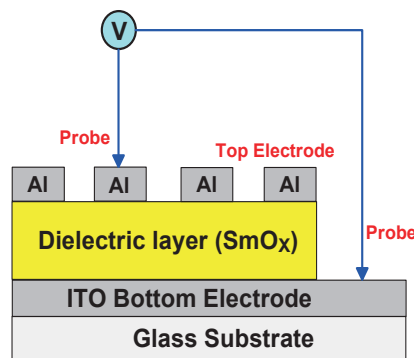 V
Probe
Top Electrode
Al Al Al Al
Dielectric layer (SmOx)
Probe
ITO Bottom Electrode
Glass Substrate